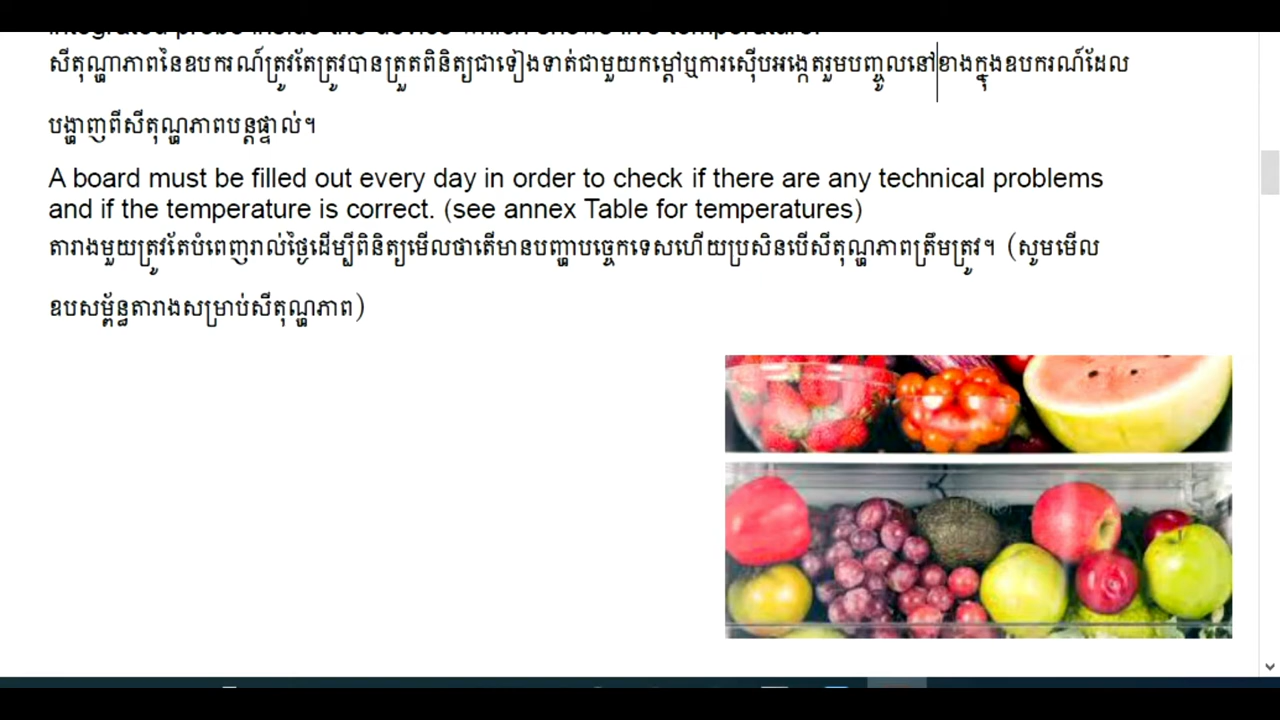 integrated probe inside the device which shows live temperature.
សីតុណ្ហាភាពនៃឧបករណ៍ត្រូវតែត្រូវបានត្រួតពិនិត្យជាទៀងទាត់ជាមួយកម្តៅឬការស៊ើបអង្កេតរួមបញ្ចូលនៅខាងក្នុងឧបករណ៍ដែល
បង្ហាញពីសីតុណ្ហភាពបន្តផ្ទាល់។
A board must be filled out every day in order to check if there are any technical problems
and if the temperature is correct. (see annex Table for temperatures)
តារាងមួយត្រូវតែបំពេញរាល់ថ្ងៃដើម្បីពិនិត្យមើលថាតើមានបញ្ហាបច្ចេកទេសហើយប្រសិនបើសីតុណ្ហភាពត្រឹមត្រូវ។ (សូមមើល
ឧបសម្ព័ន្ធតារាងសម្រាប់សីតុណ្ហភាព)